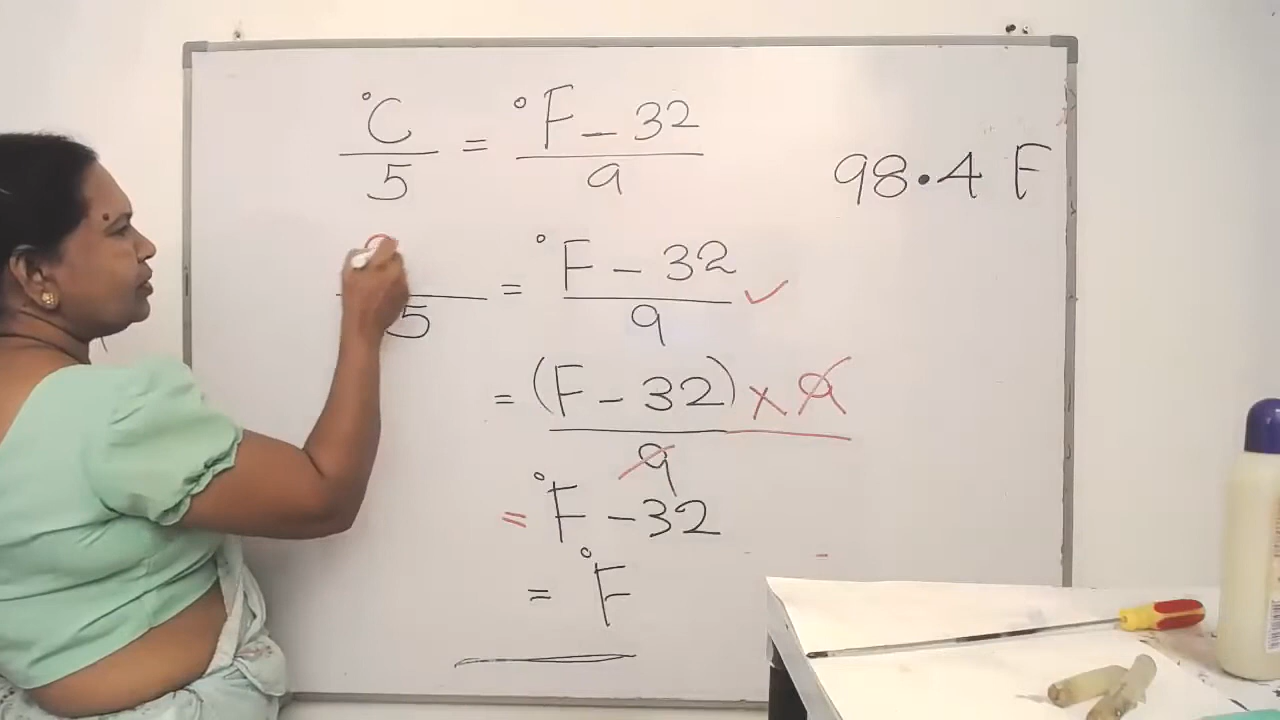 °C/5 = °F - 32/9
98.4 F
/5 = °F - 32/9 ✓
= (F - 32) × 9/9
= °F - 32
= °F